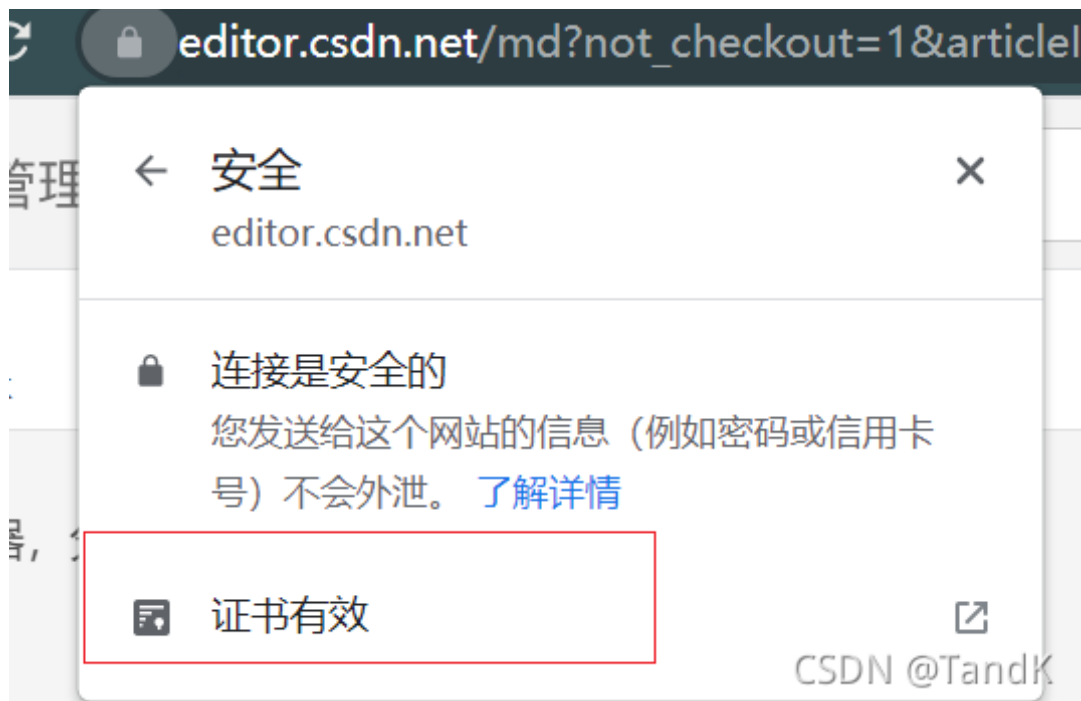 editor.csdn.net/md?not_checkout=1&articleI
管理
安全
editor.csdn.net
连接是安全的
您发送给这个网站的信息（例如密码或信用卡
号）不会外泄。 了解详情
器，
证书有效
CSDN @TandK